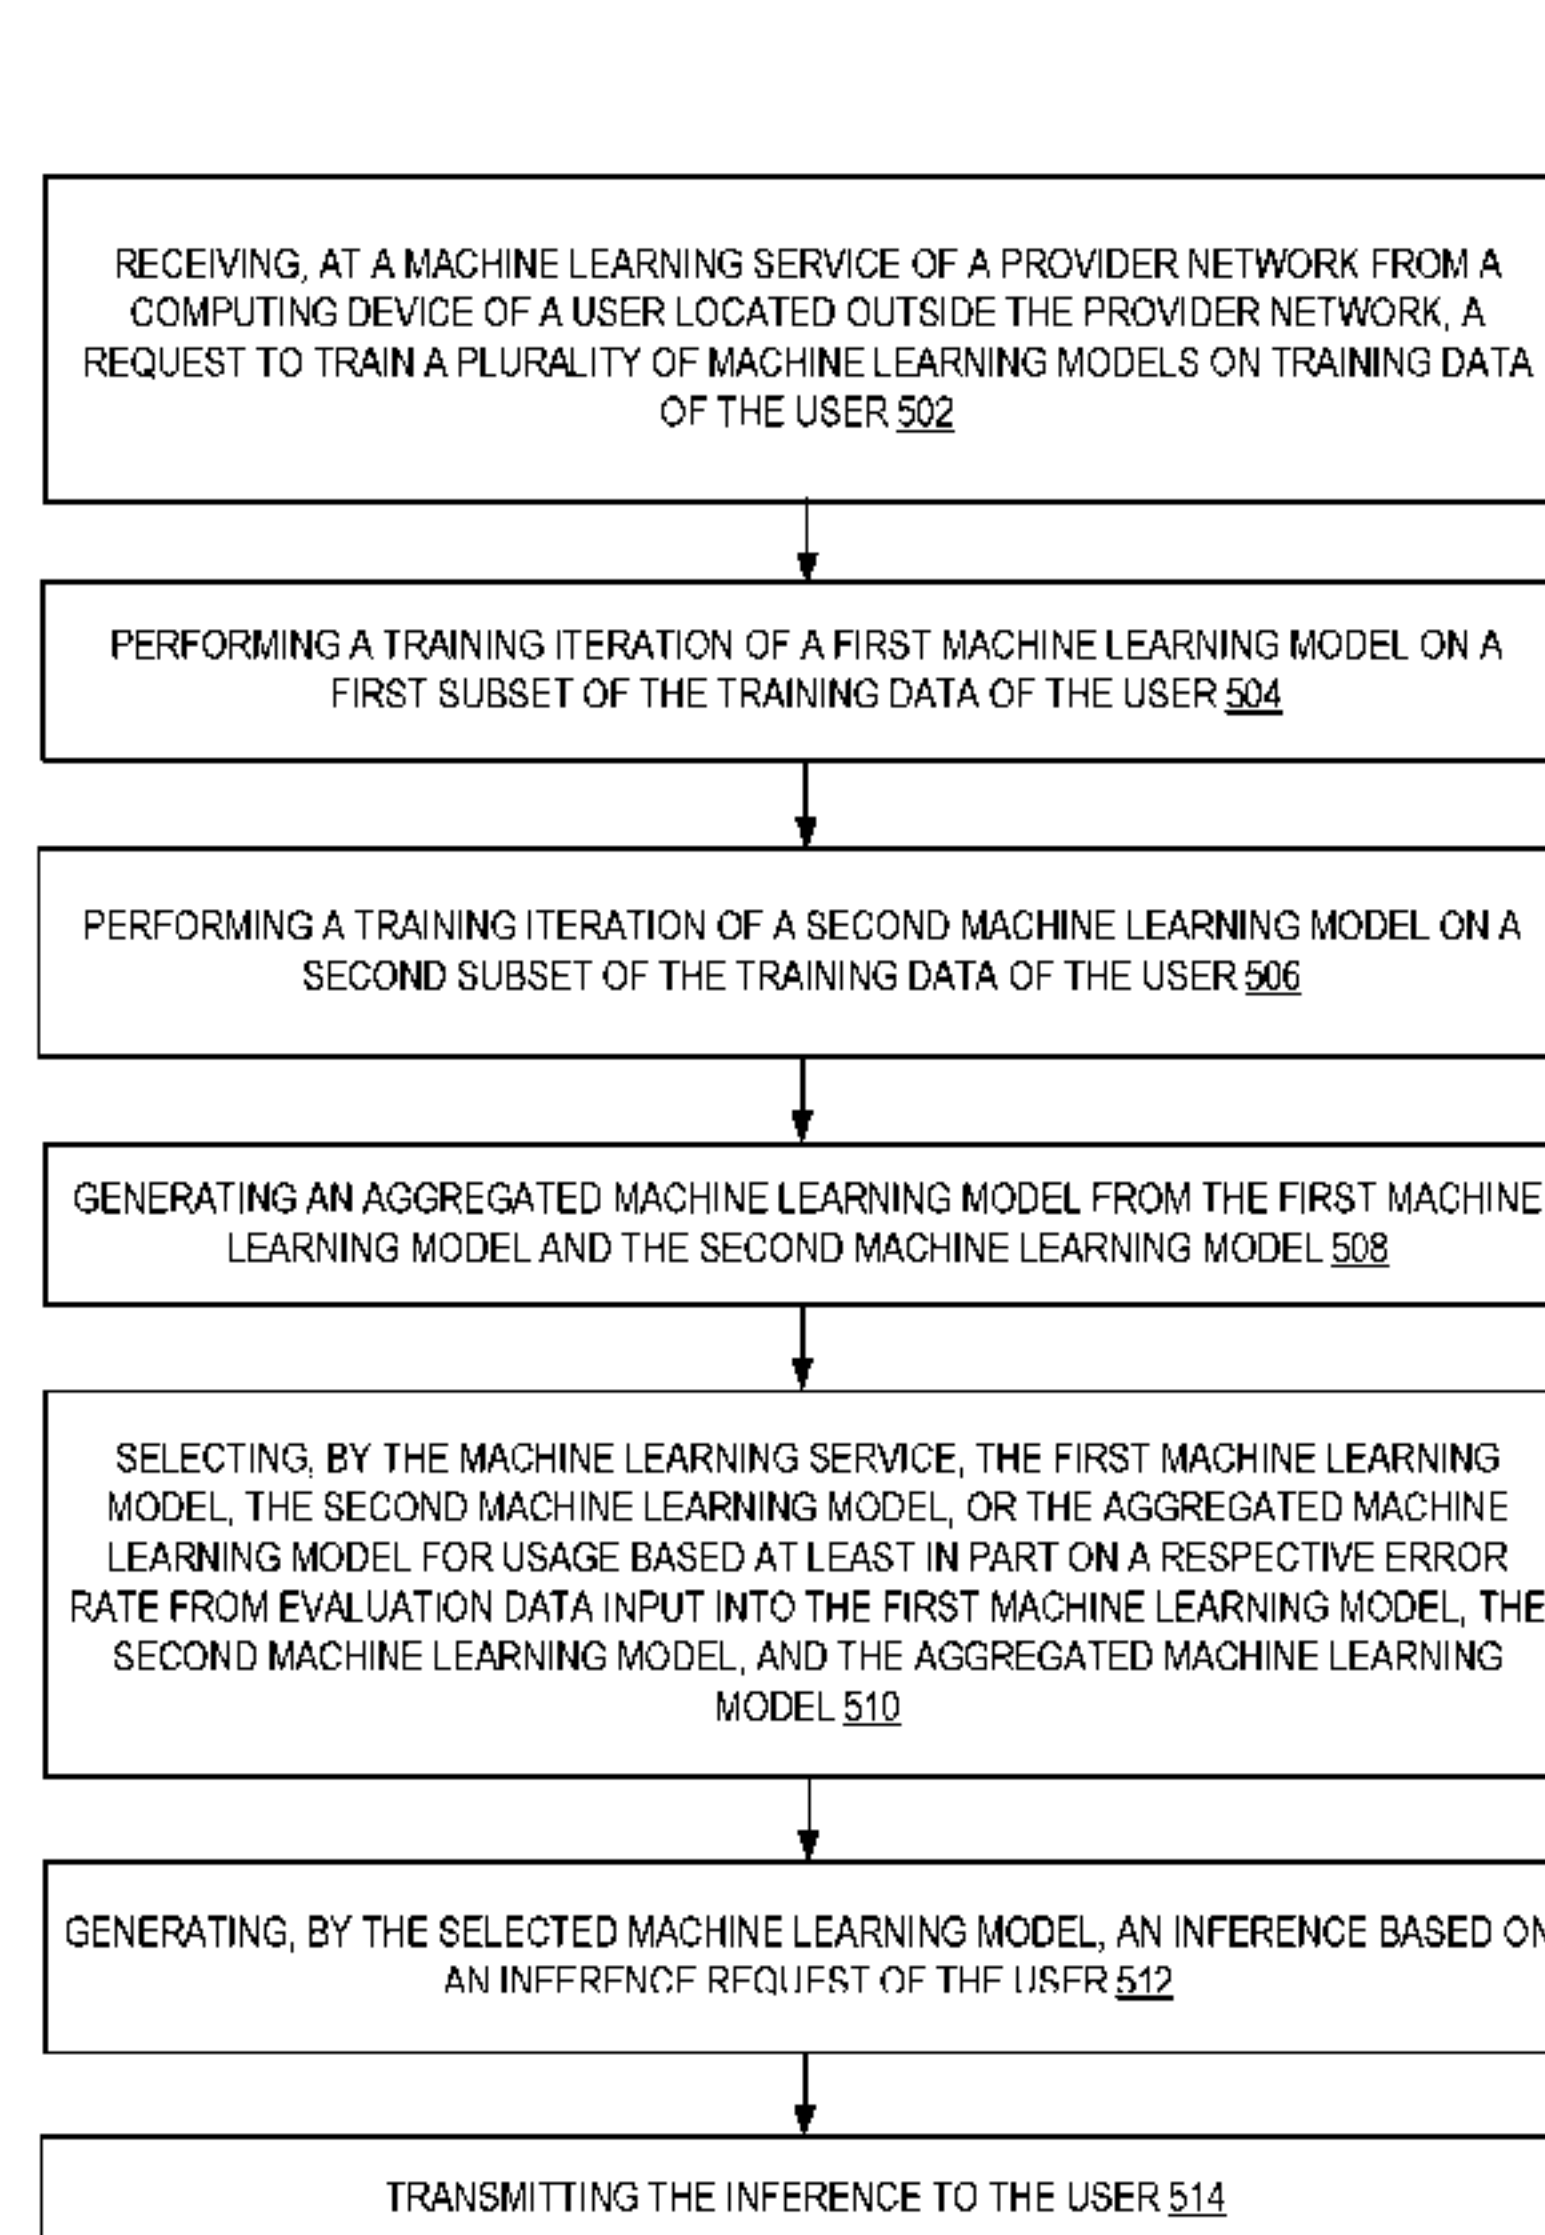 RECEIVING, AT A MACHINE LEARNING SERVICE OF A PROVIDER NETWORK FROM A
COMPUTING DEVICE OF A USER LOCATED OUTSIDE THE PROVIDER NETWORK, A
REQUEST TO TRAIN A PLURALITY OF MACHINE LEARNING MODELS ON TRAINING DATA
OF THE USER 502
PERFORMING A TRAINING ITERATION OF A FIRST MACHINE LEARNING MODEL ON A
FIRST SUBSET OF THE TRAINING DATA OF THE USER 504
PERFORMING A TRAINING ITERATION OF A SECOND MACHINE LEARNING MODEL ON A
SECOND SUBSET OF THE TRAINING DATA OF THE USER 506
GENERATING AN AGGREGATED MACHINE LEARNING MODEL FROM THE FIRST MACHINE
LEARNING MODEL AND THE SECOND MACHINE LEARNING MODEL 508
SELECTING, BY THE MACHINE LEARNING SERVICE, THE FIRST MACHINE LEARNING
MODEL, THE SECOND MACHINE LEARNING MODEL, OR THE AGGREGATED MACHINE
LEARNING MODEL FOR USAGE BASED AT LEAST IN PART ON A RESPECTIVE ERROR
RATE FROM EVALUATION DATA INPUT INTO THE FIRST MACHINE LEARNING MODEL, THE
SECOND MACHINE LEARNING MODEL, AND THE AGGREGATED MACHINE LEARNING
MODEL 510
GENERATING, BY THE SELECTED MACHINE LEARNING MODEL, AN INFERENCE BASED ON
AN INFERENCE REQUEST OF THE USER 512
TRANSMITTING THE INFERENCE TO THE USER 514